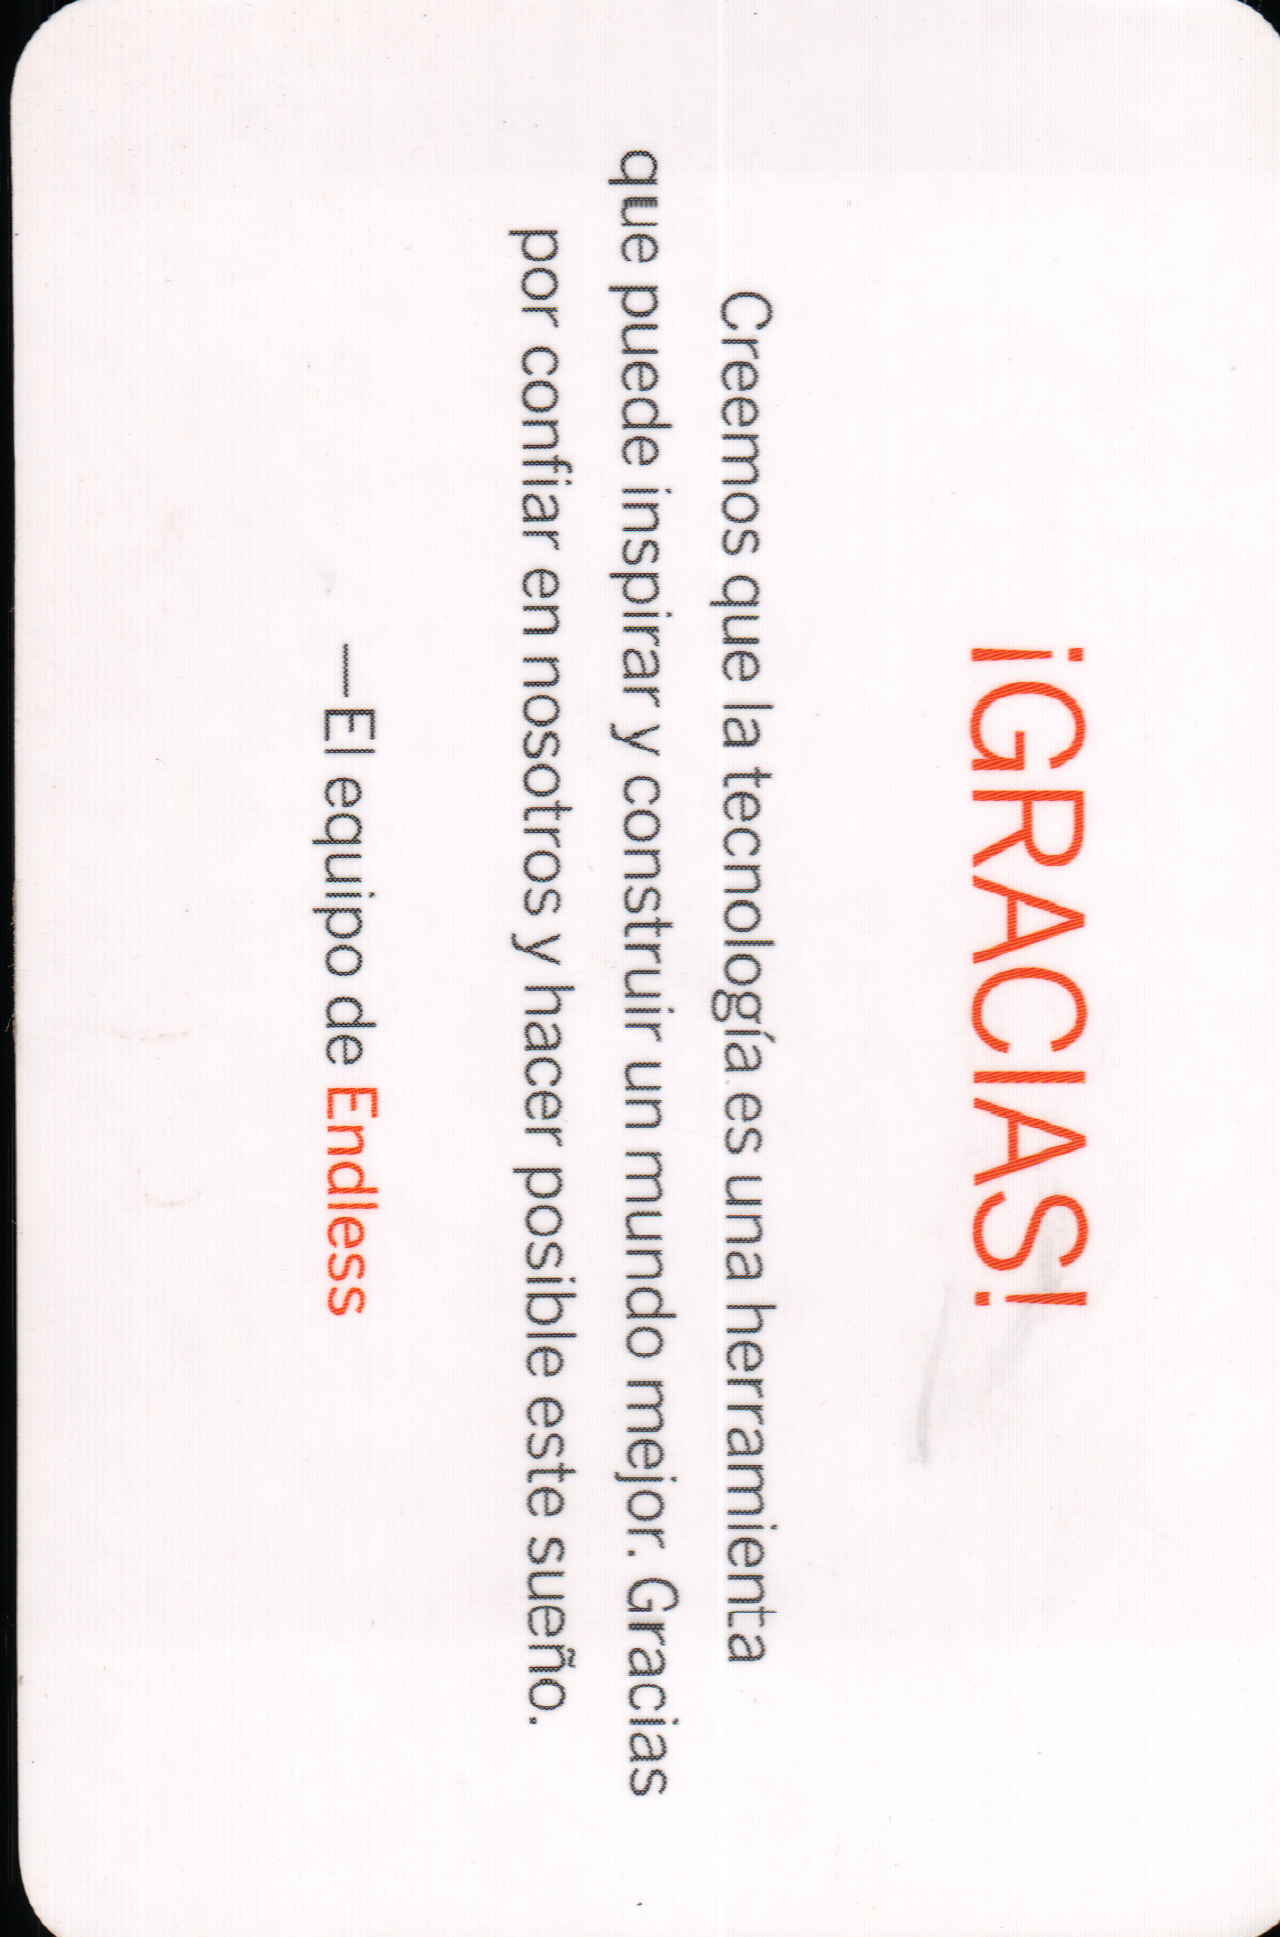 ¡GRACIAS!
Creemos que la tecnología es una herramienta
que puede inspirar y construir un mundo mejor. Gracias
por confiar en nosotros y hacer posible este sueño.
—El equipo de Endless